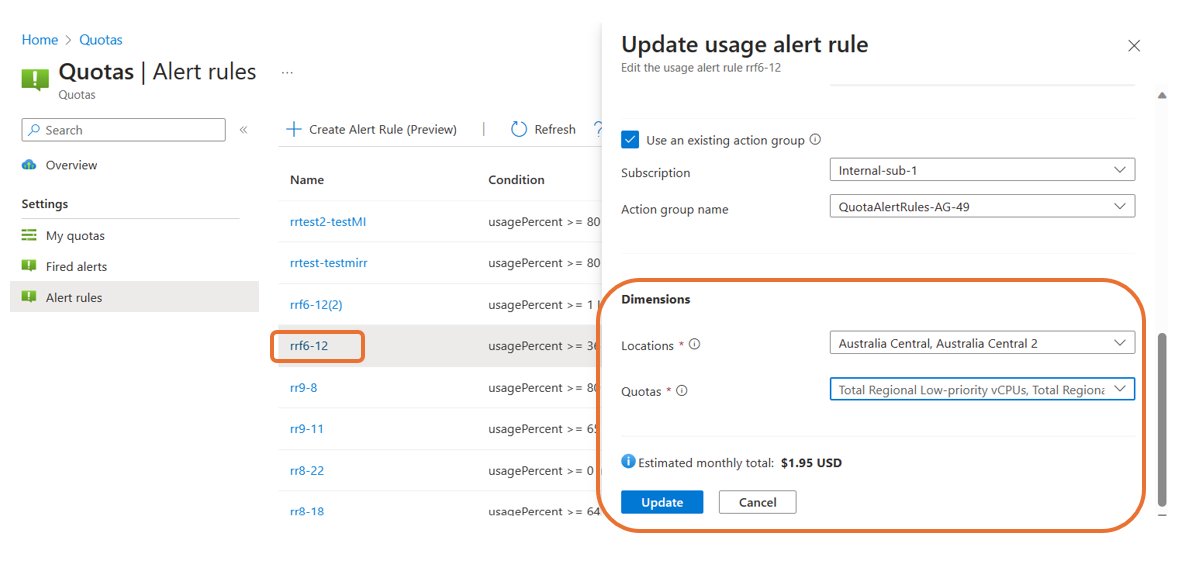 Home > Quotas
Quotas | Alert rules ...
Quotas
Search «
Overview
Settings
My quotas
Fired alerts
Alert rules
+ Create Alert Rule (Preview) | Refresh ?
Name Condition
rrtest2-testMI usagePercent >= 80
rrtest-testmirr usagePercent >= 80
rrf6-12(2) usagePercent >= 1
rrf6-12 usagePercent >= 36
rr9-8 usagePercent >= 80
rr9-11 usagePercent >= 65
rr8-22 usagePercent >= 0
rr8-18 usagePercent >= 64
Update usage alert rule
Edit the usage alert rule rrf6-12
Use an existing action group
Subscription Internal-sub-1
Action group name QuotaAlertRules-AG-49
Dimensions
Locations * Australia Central, Australia Central 2
Quotas * Total Regional Low-priority vCPUs, Total Regiona
Estimated monthly total: $1.95 USD
Update Cancel